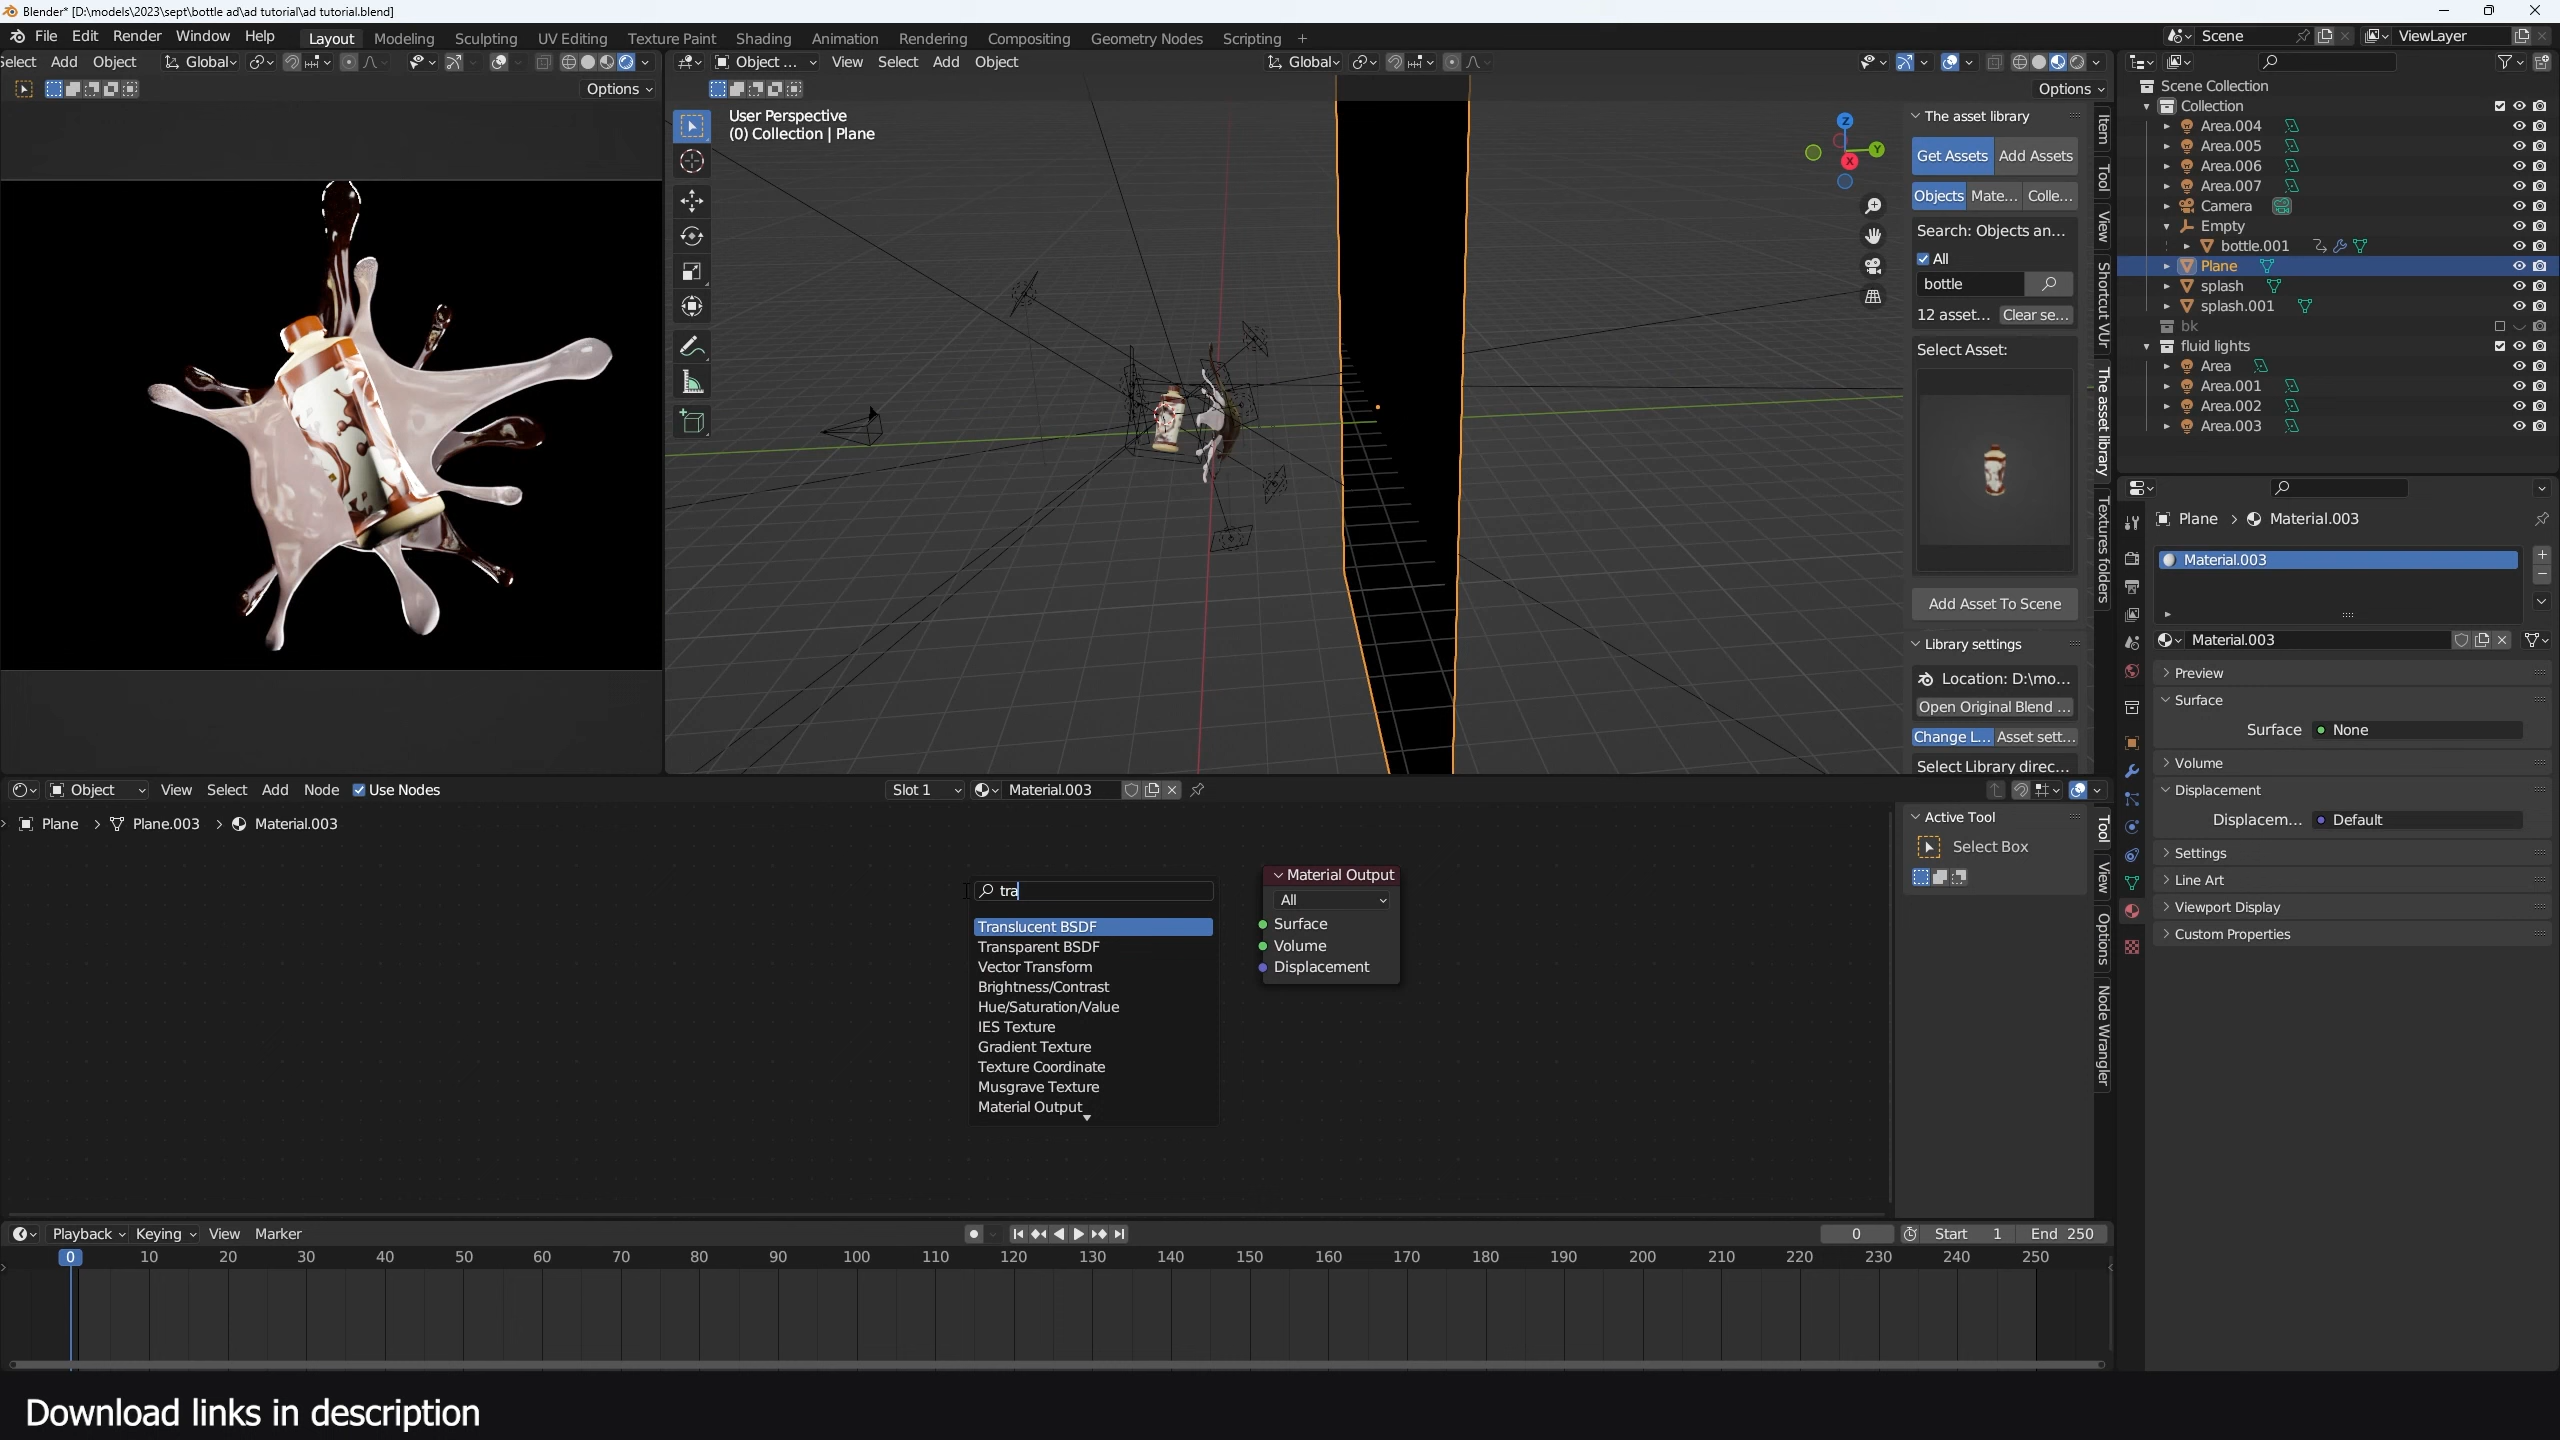 Blender* [D:\models\2023\sept\bottle ad\ad tutorial\ad tutorial.blend]
File Edit Render Window Help Layout Modeling Sculpting UV Editing Texture Paint Shading Animation Rendering Compositing Geometry Nodes Scripting + Scene ViewLayer
elect Add Object Global Object ... View Select Add Object Global
Options Options
User Perspective
(0) Collection | Plane
Z
Y
X
The asset library
Get Assets Add Assets
Objects Mate... Colle...
Search: Objects an...
All
bottle
12 asset... Clear se...
Select Asset:
Add Asset To Scene
Library settings
Location: D:\mo...
Open Original Blend ...
Change L... Asset sett...
Select Library direc...
Item
Tool
View
Shortcut VUr
The asset library
Textures folders
Scene Collection
Collection
Area.004
Area.005
Area.006
Area.007
Camera
Empty
bottle.001
Plane
splash
splash.001
bk
fluid lights
Area
Area.001
Area.002
Area.003
Plane > Material.003
Material.003
Material.003
Preview
Surface
Surface None
Volume
Displacement
Displacem... Default
Settings
Line Art
Viewport Display
Custom Properties
Object View Select Add Node Use Nodes Slot 1 Material.003
Plane > Plane.003 > Material.003
tra
Translucent BSDF
Transparent BSDF
Vector Transform
Brightness/Contrast
Hue/Saturation/Value
IES Texture
Gradient Texture
Texture Coordinate
Musgrave Texture
Material Output
Material Output
All
Surface
Volume
Displacement
Active Tool
Select Box
Tool
View
Options
Node Wrangler
Playback Keying View Marker 0 Start 1 End 250
0 10 20 30 40 50 60 70 80 90 100 110 120 130 140 150 160 170 180 190 200 210 220 230 240 250
Download links in description